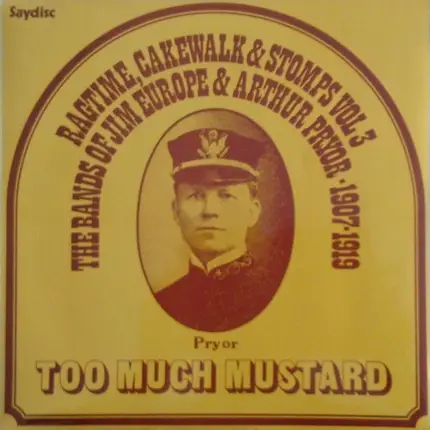 Saydisc
RAGTIME, CAKEWALK & STOMPS VOL 3
THE BANDS OF JIM EUROPE & ARTHUR PRYOR · 1907-1919
Pryor
TOO MUCH MUSTARD